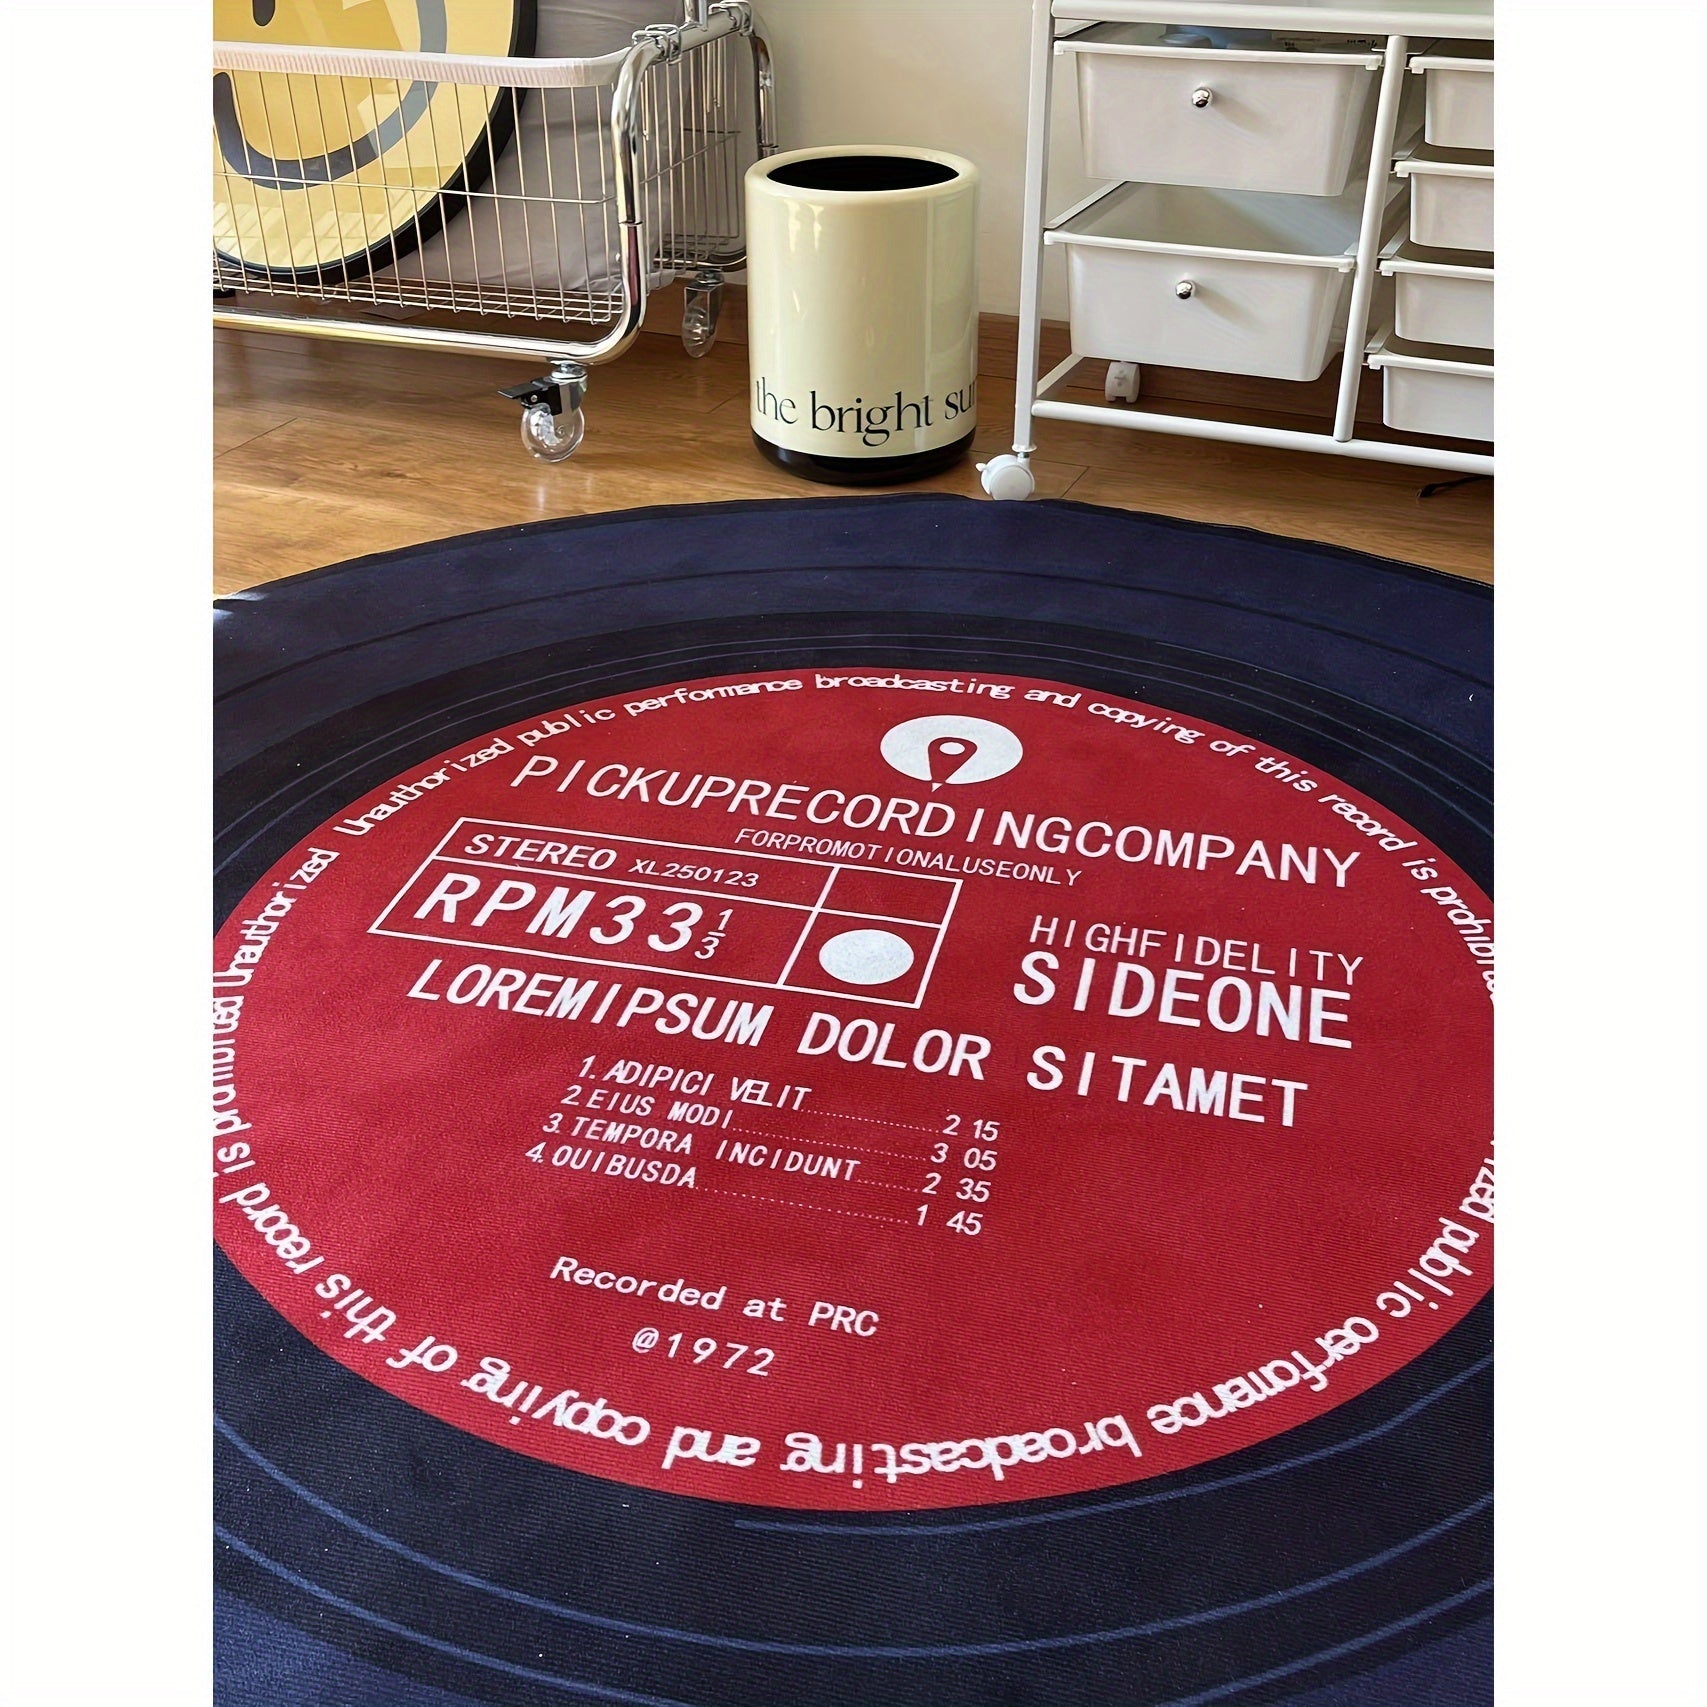 the bright su
Unauthorized public performance broadcasting and copying of this record is prohibi
PICKUPRECORDINGCOMPANY
FORPROMOTIONALUSEONLY
STEREO XL250123
RPM33 1/3
HIGHFIDELITY
SIDEONE
LOREMIPSUM DOLOR SITAMET
1. ADIPICI VELIT 2 15
2. EIUS MODI 3 05
3. TEMPORA INCIDUNT 2 35
4. OUIBUSDA 1 45
Recorded at PRC
@1972
ized public oerfomance broadcasting and copying of this record is prohibited Unauthorized